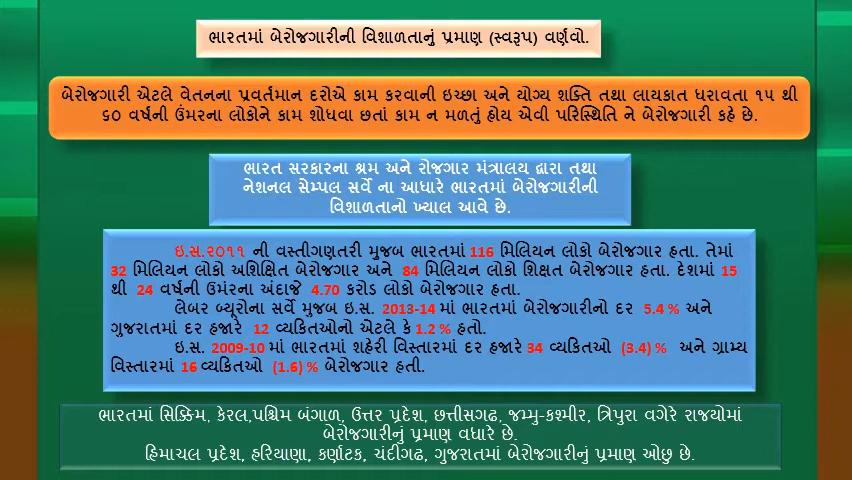 ભારતમાં બેરોજગારીની વિશાળતાનું પ્રમાણ (સ્વરૂપ) વર્ણવો.
બેરોજગારી એટલે વેતનના પ્રવર્તમાન દરોએ કામ કરવાની ઇચ્છા અને યોગ્ય શક્તિ તથા લાયકાત ધરાવતા ૧૫ થી
૬૦ વર્ષની ઉંમરના લોકોને કામ શોધવા છતાં કામ ન મળતું હોય એવી પરિસ્થિતિ ને બેરોજગારી કહે છે.
ભારત સરકારના શ્રમ અને રોજગાર મંત્રાલય દ્વારા તથા
નેશનલ સેમ્પલ સર્વે ના આધારે ભારતમાં બેરોજગારીની
વિશાળતાનો ખ્યાલ આવે છે.
ઇ.સ.૨૦૧૧ ની વસ્તીગણતરી મુજબ ભારતમાં 116 મિલિયન લોકો બેરોજગાર હતા. તેમાં
32 મિલિયન લોકો અશિક્ષિત બેરોજગાર અને 84 મિલિયન લોકો શિક્ષત બેરોજગાર હતા. દેશમાં 15
થી 24 વર્ષની ઉમંરના અંદાજે 4.70 કરોડ લોકો બેરોજગાર હતા.
લેબર બ્યૂરોના સર્વે મુજબ ઇ.સ. 2013-14 માં ભારતમાં બેરોજગારીનો દર 5.4 % અને
ગુજરાતમાં દર હજારે 12 વ્યકિતઓનો એટલે કે 1.2 % હતો.
ઇ.સ. 2009-10 માં ભારતમાં શહેરી વિસ્તારમાં દર હજારે 34 વ્યકિતઓ (3.4) % અને ગ્રામ્ય
વિસ્તારમાં 16 વ્યકિતઓ (1.6) % બેરોજગાર હતી.
ભારતમાં સિક્કિમ, કેરલ,પશ્ચિમ બંગાળ, ઉત્તર પ્રદેશ, છત્તીસગઢ, જમ્મુ-કશ્મીર, ત્રિપુરા વગેરે રાજયોમાં
બેરોજગારીનું પ્રમાણ વધારે છે.
હિમાચલ પ્રદેશ, હરિયાણા, કર્ણાટક, ચંદીગઢ, ગુજરાતમાં બેરોજગારીનું પ્રમાણ ઓછુ છે.